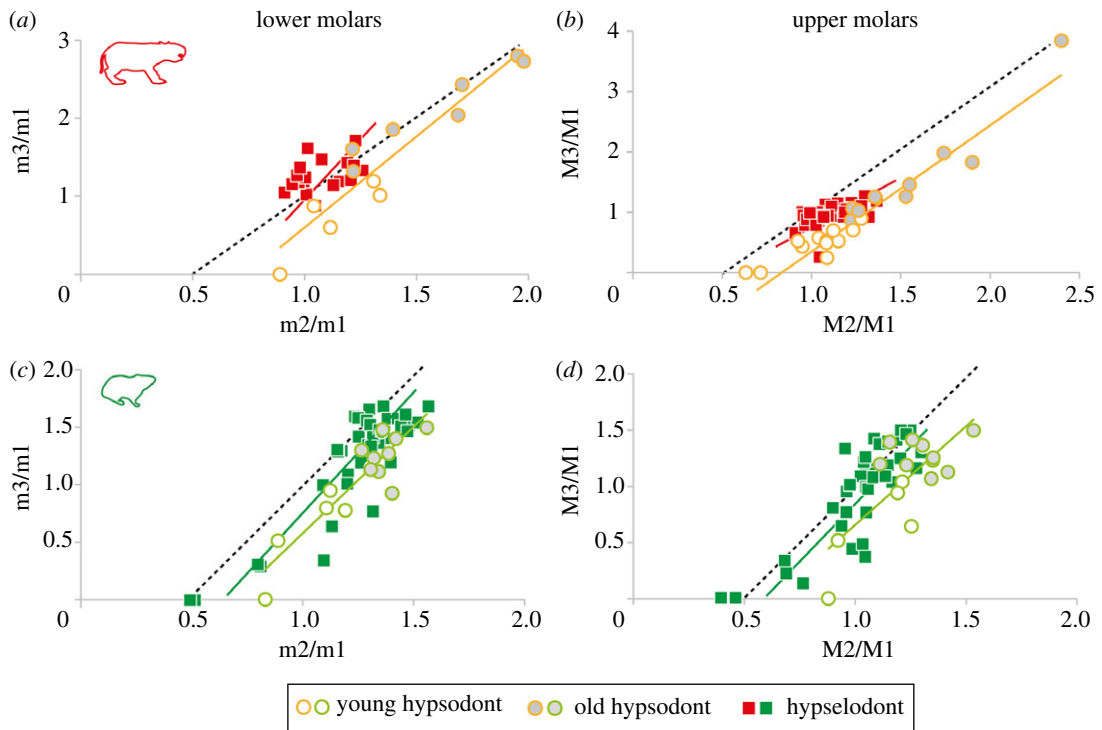 (a) lower molars
(b) upper molars
3
2
1
0
m3/m1
0.5 1.0 1.5 2.0
m2/m1
4
3
2
1
0
M3/M1
0.5 1.0 1.5 2.0 2.5
M2/M1
(c)
2.0
1.5
1.0
0.5
0
m3/m1
0.5 1.0 1.5 2.0
m2/m1
(d)
2.0
1.5
1.0
0.5
0
M3/M1
0.5 1.0 1.5 2.0
M2/M1
young hypsodont old hypsodont hypselodont